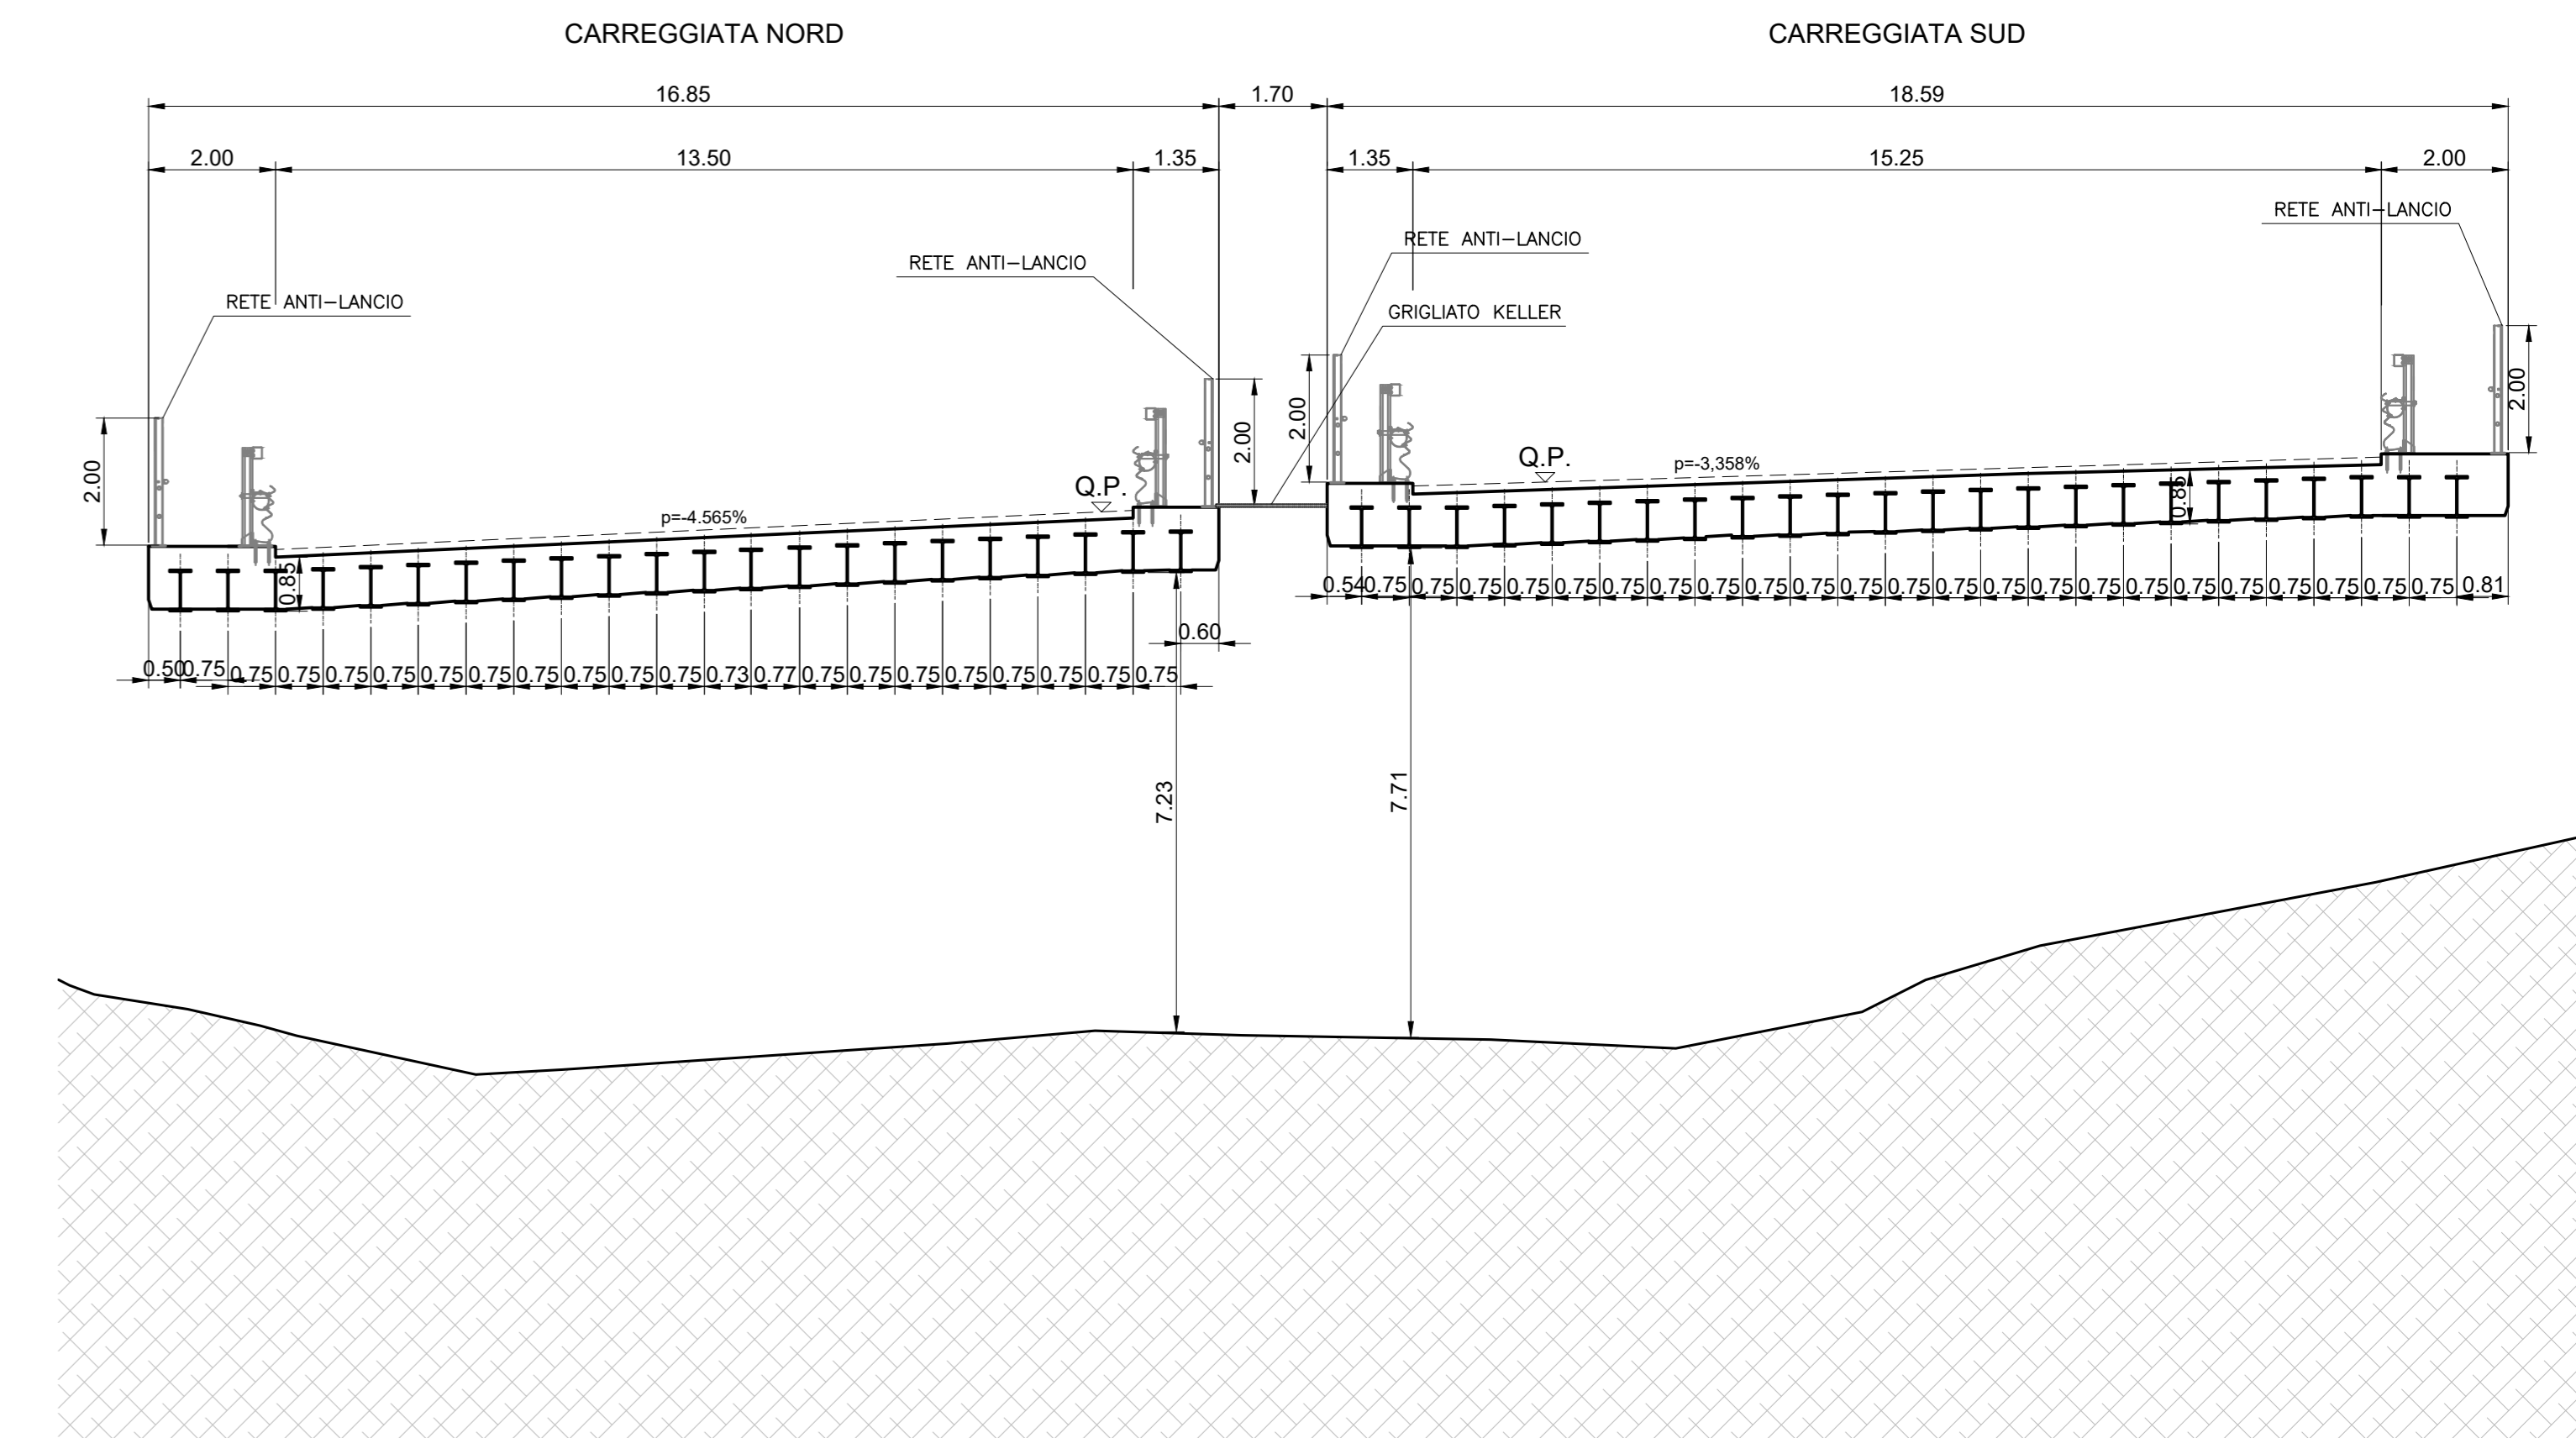 CARREGGIATA NORD CARREGGIATA SUD
16.85 1.70 18.59
2.00 13.50 1.35 1.35 15.25 2.00
RETE ANTI-LANCIO
RETE ANTI-LANCIO
RETE ANTI-LANCIO
RETE ANTI-LANCIO
GRIGLIATO KELLER
2.00
2.00
2.00
2.00
Q.P.
Q.P.
p=-4.565%
p=-3,358%
0.85
0.85
0.54 0.75 0.75 0.75 0.75 0.75 0.75 0.75 0.75 0.75 0.75 0.75 0.75 0.75 0.75 0.75 0.75 0.75 0.75 0.75 0.75 0.75 0.75 0.75 0.81
0.60
0.50 0.75 0.75 0.75 0.75 0.75 0.75 0.75 0.75 0.75 0.75 0.75 0.73 0.77 0.75 0.75 0.75 0.75 0.75 0.75 0.75 0.75
7.23
7.71